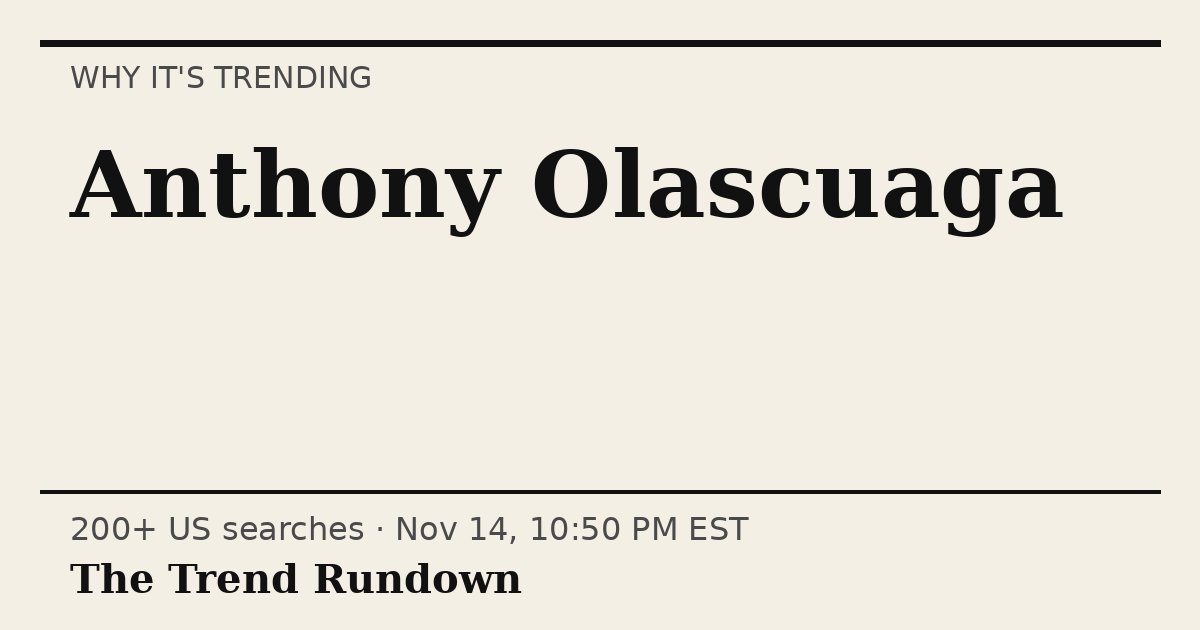 WHY IT'S TRENDING
Anthony Olascuaga
200+ US searches · Nov 14, 10:50 PM EST
The Trend Rundown